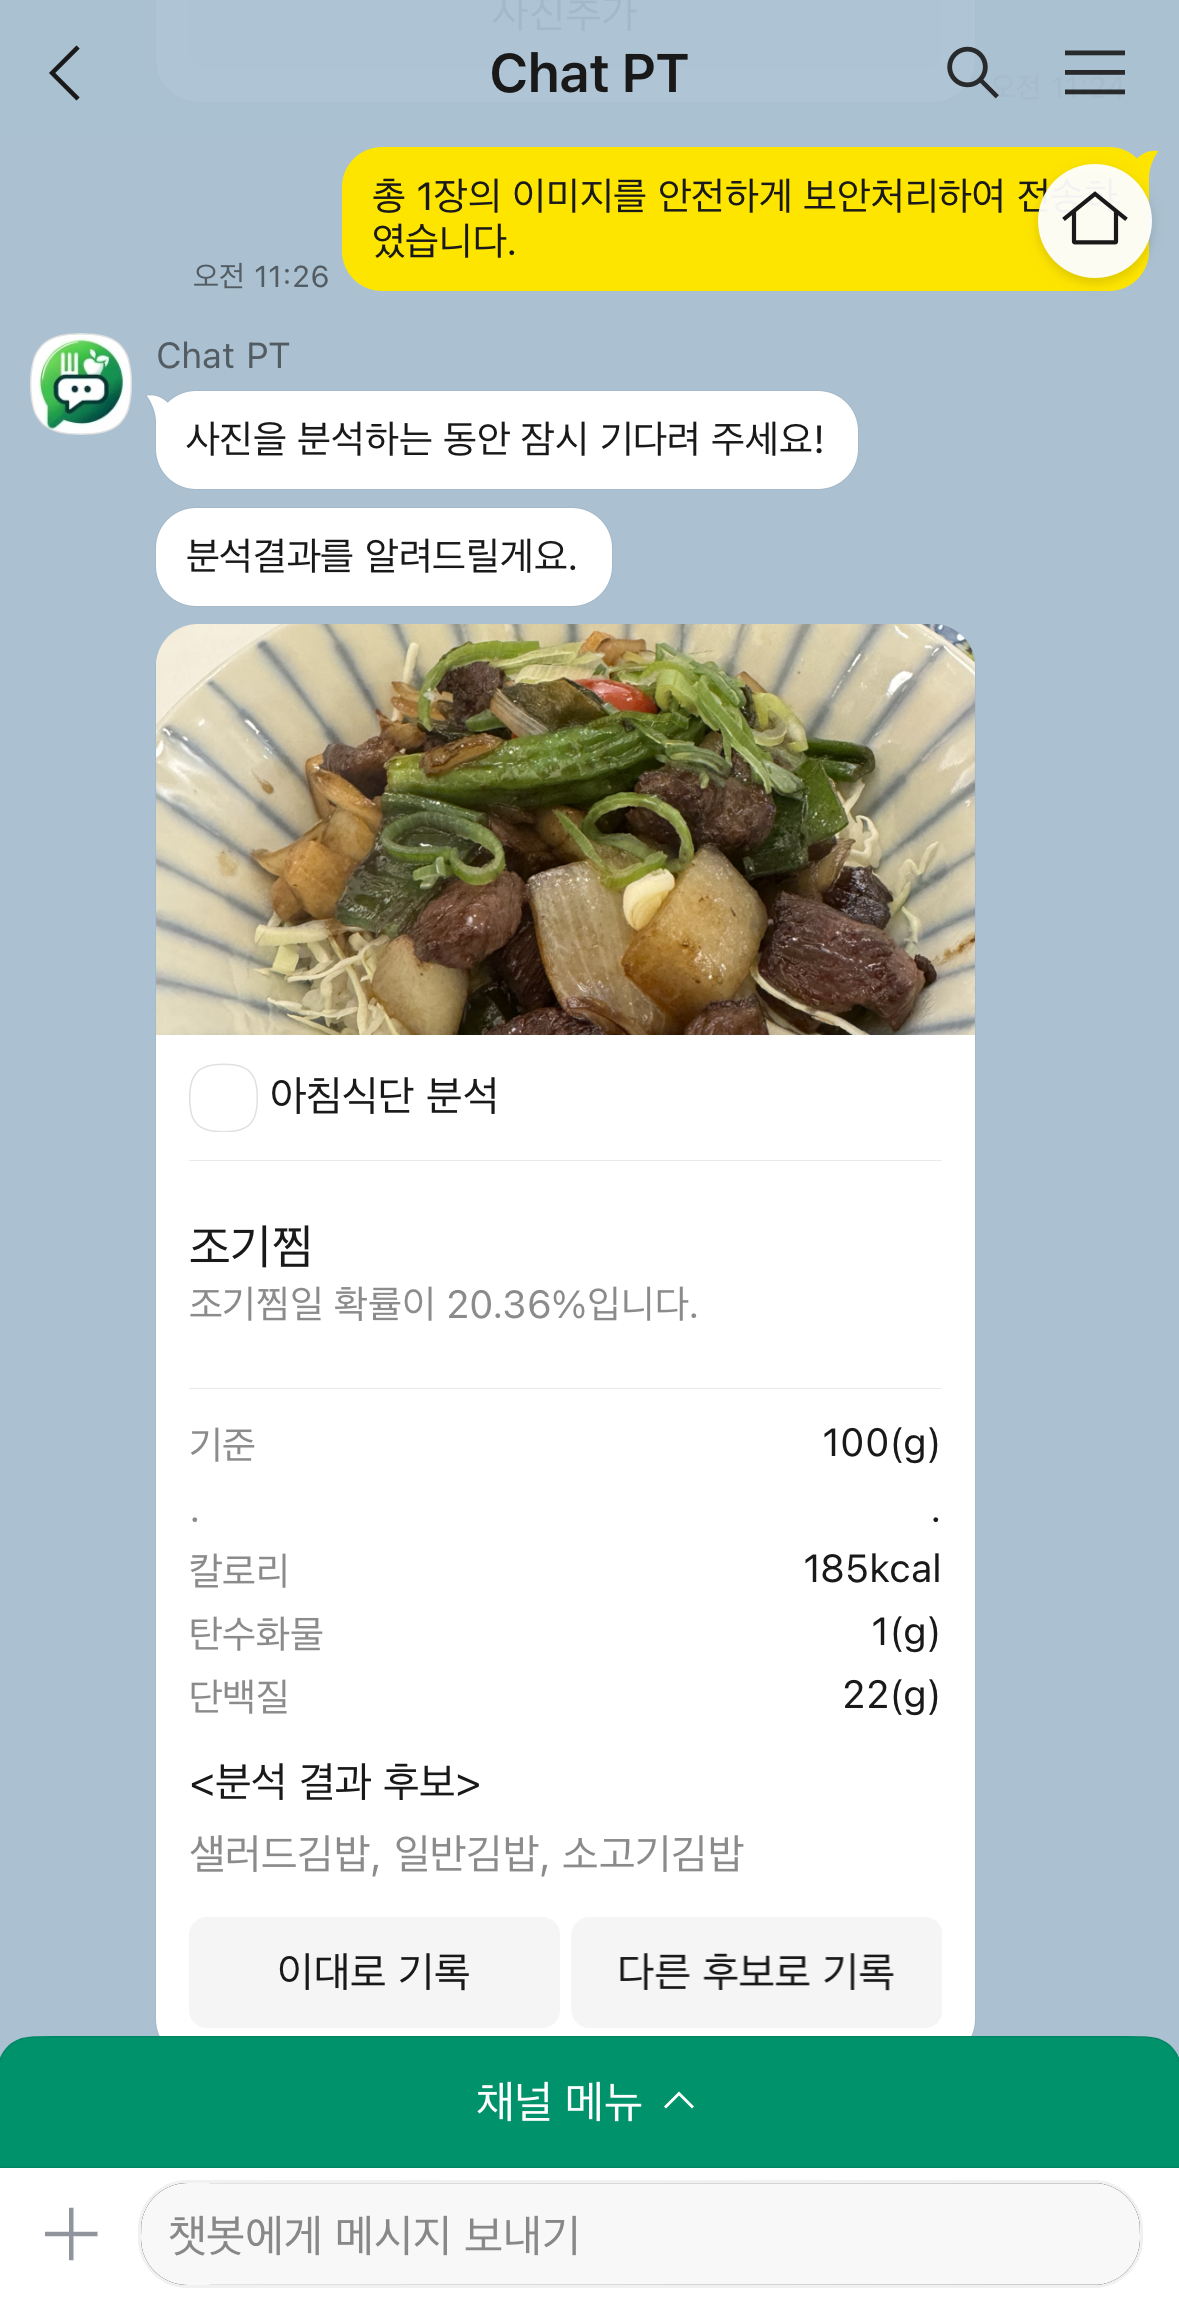 사진추가
Chat PT
총 1장의 이미지를 안전하게 보안처리하여 전송하
였습니다.
오전 11:26
Chat PT
사진을 분석하는 동안 잠시 기다려 주세요!
분석결과를 알려드릴게요.
아침식단 분석
조기찜
조기찜일 확률이 20.36%입니다.
기준 100(g)
. .
칼로리 185kcal
탄수화물 1(g)
단백질 22(g)
<분석 결과 후보>
샐러드김밥, 일반김밥, 소고기김밥
이대로 기록
다른 후보로 기록
채널 메뉴
챗봇에게 메시지 보내기